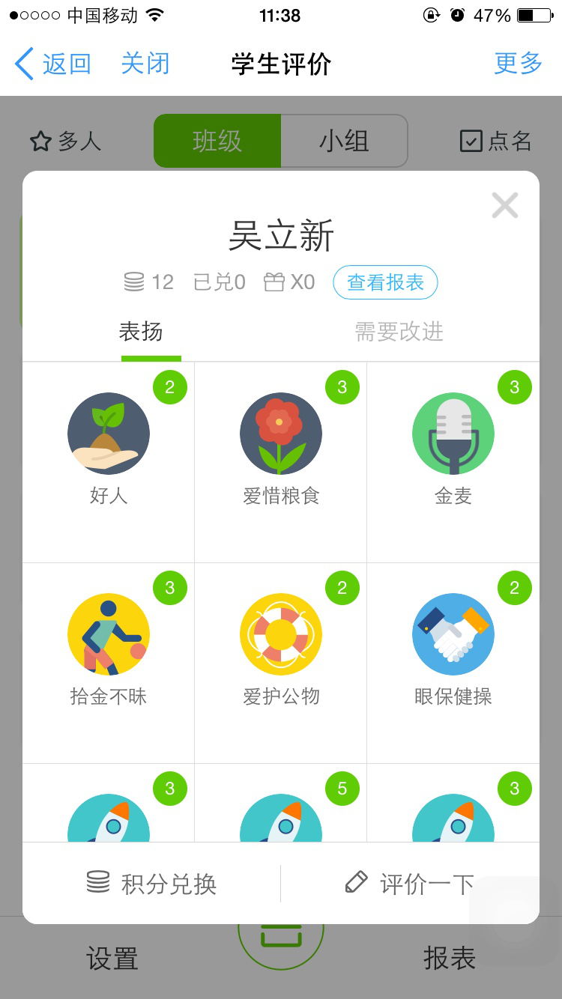 中国移动 11:38 47%
返回 关闭 学生评价 更多
多人 班级 小组 点名
吴立新
12 已兑0 X0 查看报表
表扬 需要改进
2 3 3
好人 爱惜粮食 金麦
3 2 2
拾金不昧 爱护公物 眼保健操
3 5 3
积分兑换 评价一下
设置 报表